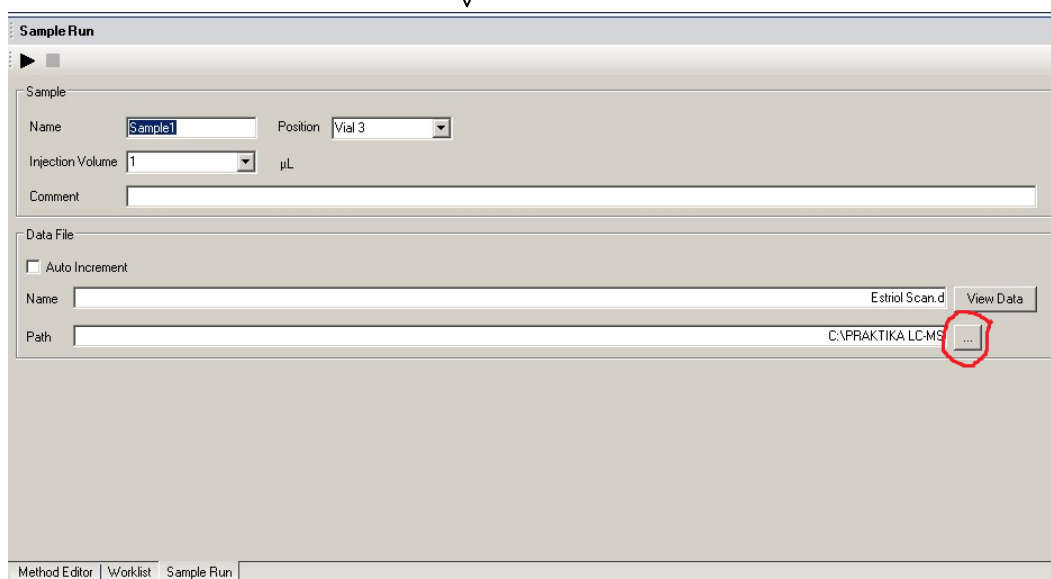 Sample Run
Sample
Name Sample1 Position Vial 3
Injection Volume 1 µL
Comment
Data File
Auto Increment
Name Estriol Scan.d View Data
Path C:\PRAKTIKA LC-MS ...
Method Editor Worklist Sample Run